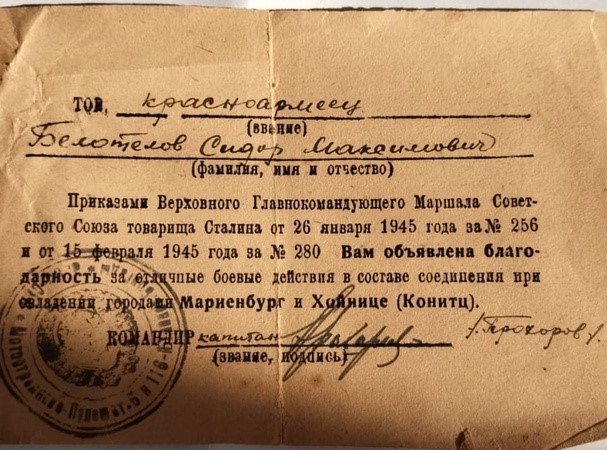 ТОВ. красноармеец
(звание)
Белотелов Сидор Максимович
(фамилия, имя и отчество)
Приказами Верховного Главнокомандующего Маршала Совет-
ского Союза товарища Сталина от 26 января 1945 года за № 256
и от 15 февраля 1945 года за № 280 Вам объявлена благо-
дарность за отличные боевые действия в составе соединения при
овладении городами Мариенбург и Хойнице (Конитц).
КОМАНДИР капитан /Прохоров/.
(звание, подпись)